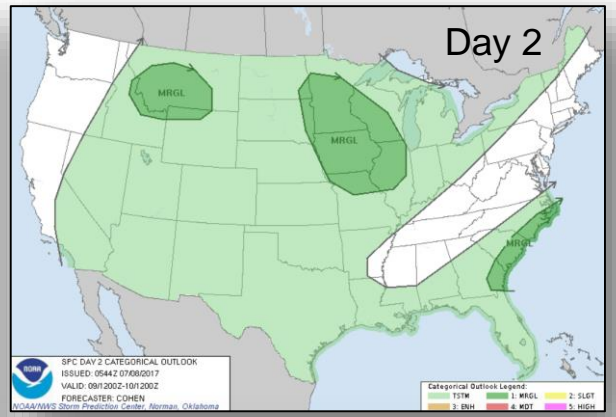 Day 2
MRGL
MRGL
MRGL
NOAA
SPC DAY 2 CATEGORICAL OUTLOOK
ISSUED: 0544Z 07/08/2017
VALID: 09/1200Z-10/1200Z
FORECASTER: COHEN
NOAA/NWS Storm Prediction Center, Norman, Oklahoma
Categorical Outlook Legend:
TSTM 1: MRGL 2: SLGT
3: ENH 4: MDT 5: HIGH